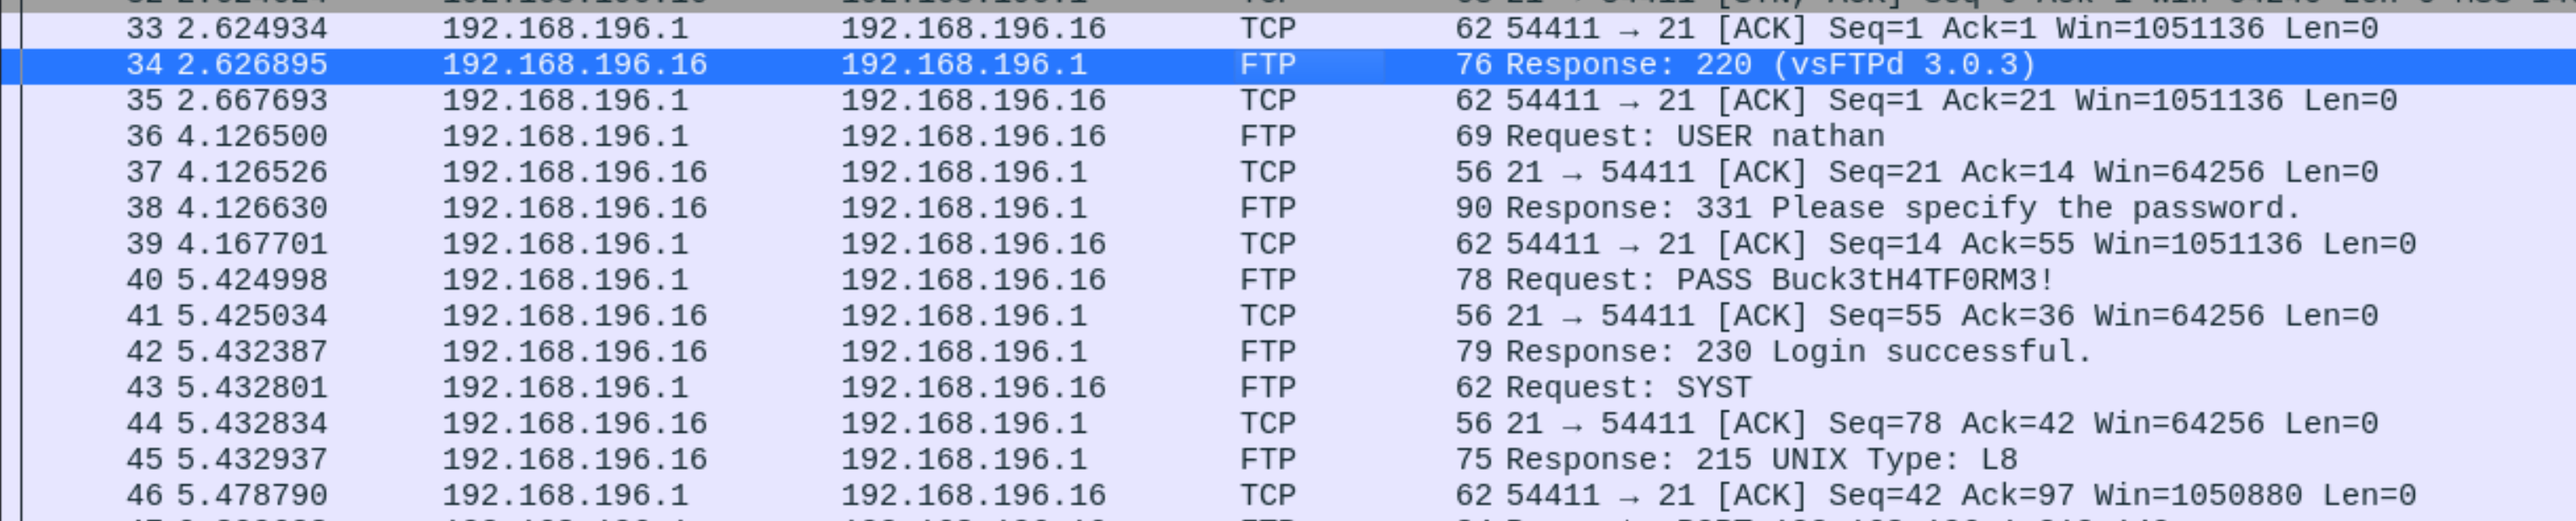 33 2.624934 192.168.196.1 192.168.196.16 TCP 62 54411 → 21 [ACK] Seq=1 Ack=1 Win=1051136 Len=0
34 2.626895 192.168.196.16 192.168.196.1 FTP 76 Response: 220 (vsFTPd 3.0.3)
35 2.667693 192.168.196.1 192.168.196.16 TCP 62 54411 → 21 [ACK] Seq=1 Ack=21 Win=1051136 Len=0
36 4.126500 192.168.196.1 192.168.196.16 FTP 69 Request: USER nathan
37 4.126526 192.168.196.16 192.168.196.1 TCP 56 21 → 54411 [ACK] Seq=21 Ack=14 Win=64256 Len=0
38 4.126630 192.168.196.16 192.168.196.1 FTP 90 Response: 331 Please specify the password.
39 4.167701 192.168.196.1 192.168.196.16 TCP 62 54411 → 21 [ACK] Seq=14 Ack=55 Win=1051136 Len=0
40 5.424998 192.168.196.1 192.168.196.16 FTP 78 Request: PASS Buck3tH4TF0RM3!
41 5.425034 192.168.196.16 192.168.196.1 TCP 56 21 → 54411 [ACK] Seq=55 Ack=36 Win=64256 Len=0
42 5.432387 192.168.196.16 192.168.196.1 FTP 79 Response: 230 Login successful.
43 5.432801 192.168.196.1 192.168.196.16 FTP 62 Request: SYST
44 5.432834 192.168.196.16 192.168.196.1 TCP 56 21 → 54411 [ACK] Seq=78 Ack=42 Win=64256 Len=0
45 5.432937 192.168.196.16 192.168.196.1 FTP 75 Response: 215 UNIX Type: L8
46 5.478790 192.168.196.1 192.168.196.16 TCP 62 54411 → 21 [ACK] Seq=42 Ack=97 Win=1050880 Len=0